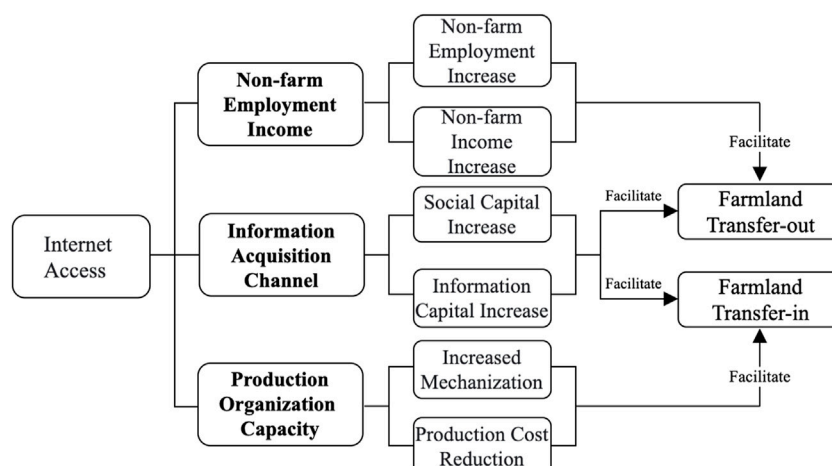 Non-farm
Employment
Increase
Non-farm
Employment
Income
Non-farm
Income
Increase
Facilitate
Facilitate
Social Capital
Increase
Farmland
Transfer-out
Internet
Access
Information
Acquisition
Channel
Information
Capital Increase
Facilitate
Farmland
Transfer-in
Increased
Mechanization
Facilitate
Production
Organization
Capacity
Production Cost
Reduction